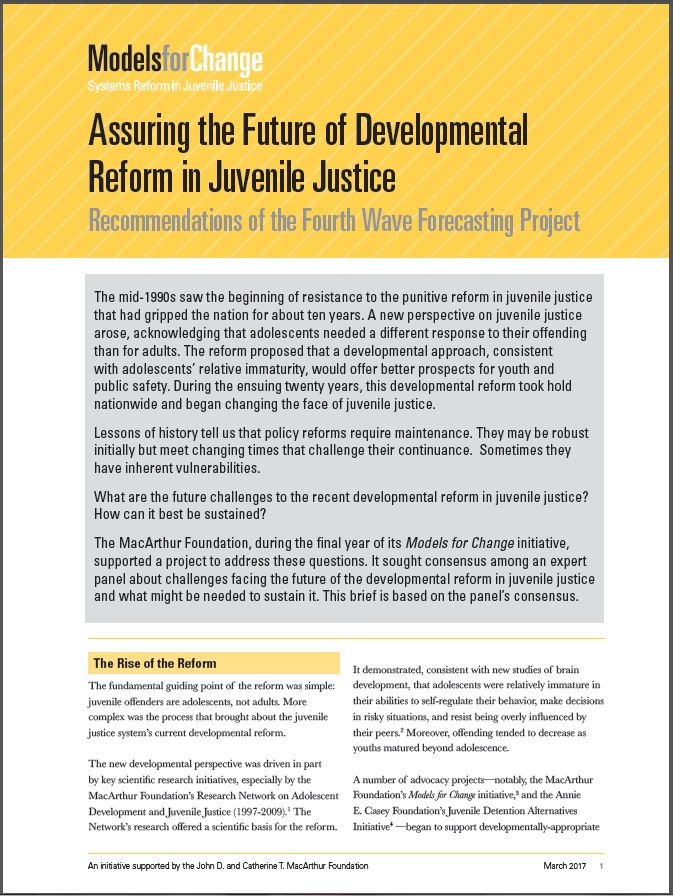 ModelsforChange
Systems Reform in Juvenile Justice
Assuring the Future of Developmental
Reform in Juvenile Justice
Recommendations of the Fourth Wave Forecasting Project
The mid-1990s saw the beginning of resistance to the punitive reform in juvenile justice
that had gripped the nation for about ten years. A new perspective on juvenile justice
arose, acknowledging that adolescents needed a different response to their offending
than for adults. The reform proposed that a developmental approach, consistent
with adolescents’ relative immaturity, would offer better prospects for youth and
public safety. During the ensuing twenty years, this developmental reform took hold
nationwide and began changing the face of juvenile justice.
Lessons of history tell us that policy reforms require maintenance. They may be robust
initially but meet changing times that challenge their continuance. Sometimes they
have inherent vulnerabilities.
What are the future challenges to the recent developmental reform in juvenile justice?
How can it best be sustained?
The MacArthur Foundation, during the final year of its Models for Change initiative,
supported a project to address these questions. It sought consensus among an expert
panel about challenges facing the future of the developmental reform in juvenile justice
and what might be needed to sustain it. This brief is based on the panel’s consensus.
The Rise of the Reform
The fundamental guiding point of the reform was simple:
juvenile offenders are adolescents, not adults. More
complex was the process that brought about the juvenile
justice system’s current developmental reform.
The new developmental perspective was driven in part
by key scientific research initiatives, especially by the
MacArthur Foundation’s Research Network on Adolescent
Development and Juvenile Justice (1997-2009).¹ The
Network’s research offered a scientific basis for the reform.
It demonstrated, consistent with new studies of brain
development, that adolescents were relatively immature in
their abilities to self-regulate their behavior, make decisions
in risky situations, and resist being overly influenced by
their peers.² Moreover, offending tended to decrease as
youths matured beyond adolescence.
A number of advocacy projects—notably, the MacArthur
Foundation’s Models for Change initiative,³ and the Annie
E. Casey Foundation’s Juvenile Detention Alternatives
Initiative⁴ —began to support developmentally-appropriate
An initiative supported by the John D. and Catherine T. MacArthur Foundation
March 2017 1